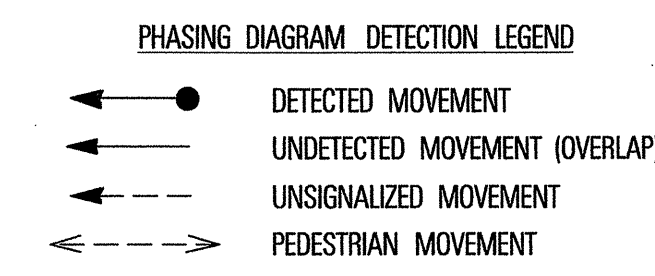 PHASING DIAGRAM DETECTION LEGEND
DETECTED MOVEMENT
UNDETECTED MOVEMENT (OVERLAP)
UNSIGNALIZED MOVEMENT
PEDESTRIAN MOVEMENT